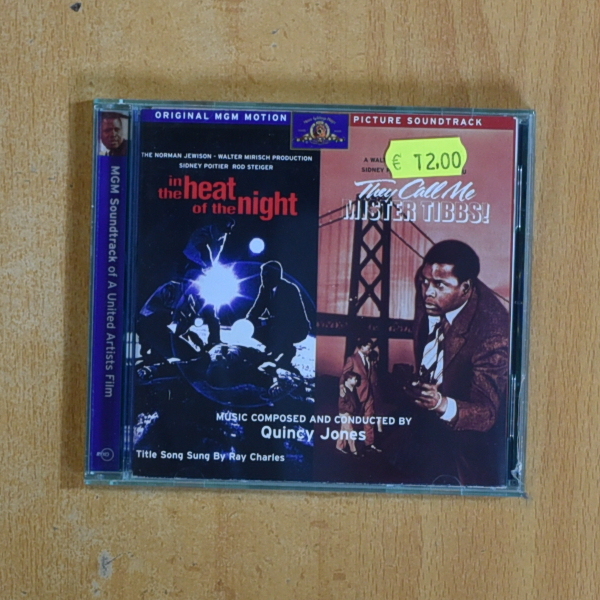 ORIGINAL MGM MOTION PICTURE SOUNDTRACK
THE NORMAN JEWISON - WALTER MIRISCH PRODUCTION
SIDNEY POITIER ROD STEIGER
in
the heat
of the night
€ 12,00
A
SIDNEY
They Call Me
MISTER TIBBS!
MUSIC COMPOSED AND CONDUCTED BY
Quincy Jones
Title Song Sung By Ray Charles
MGM Soundtrack of A United Artists Film